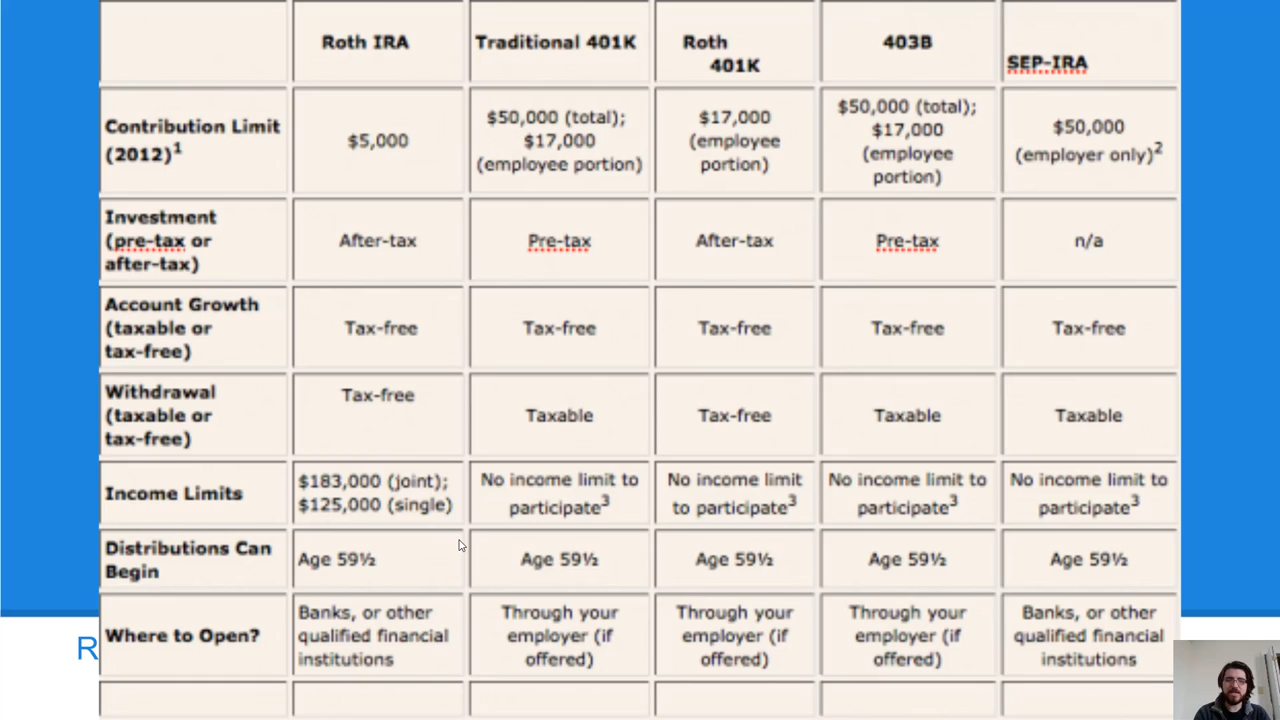 Roth IRA
Traditional 401K
Roth
401K
403B
SEP-IRA
Contribution Limit
(2012)1
$5,000
$50,000 (total);
$17,000
(employee portion)
$17,000
(employee
portion)
$50,000 (total);
$17,000
(employee
portion)
$50,000
(employer only)2
Investment
(pre-tax or
after-tax)
After-tax
Pre-tax
After-tax
Pre-tax
n/a
Account Growth
(taxable or
tax-free)
Tax-free
Tax-free
Tax-free
Tax-free
Tax-free
Withdrawal
(taxable or
tax-free)
Tax-free
Taxable
Tax-free
Taxable
Taxable
Income Limits
$183,000 (joint);
$125,000 (single)
No income limit to
participate3
No income limit
to participate3
No income limit to
participate3
No income limit to
participate3
Distributions Can
Begin
Age 59½
Age 59½
Age 59½
Age 59½
Age 59½
Where to Open?
Banks, or other
qualified financial
institutions
Through your
employer (if
offered)
Through your
employer (if
offered)
Through your
employer (if
offered)
Banks, or other
qualified financial
institutions
R